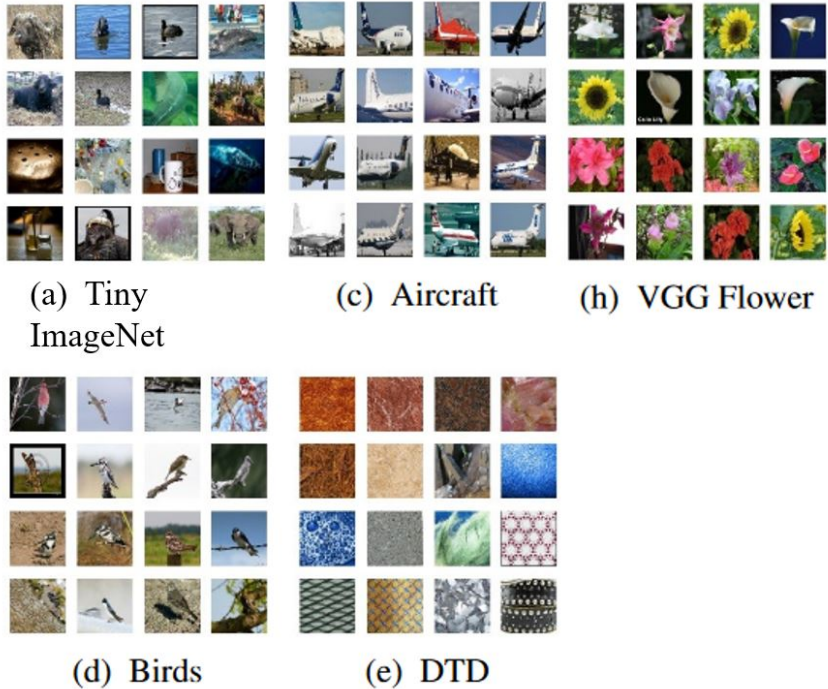 (a) Tiny
ImageNet
(c) Aircraft
(h) VGG Flower
(d) Birds
(e) DTD